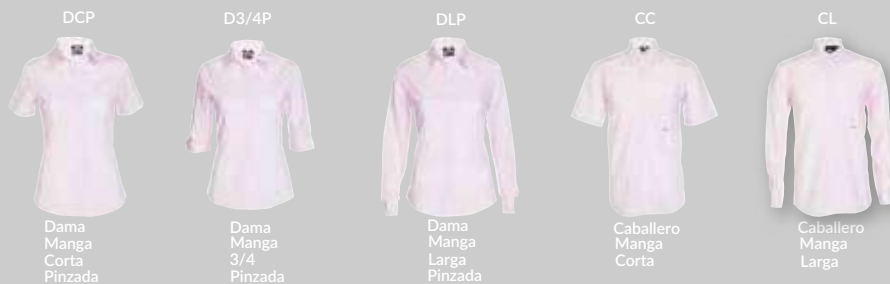 DCP
D3/4P
DLP
CC
CL
Dama
Manga
Corta
Pinzada
Dama
Manga
3/4
Pinzada
Dama
Manga
Larga
Pinzada
Caballero
Manga
Corta
Caballero
Manga
Larga